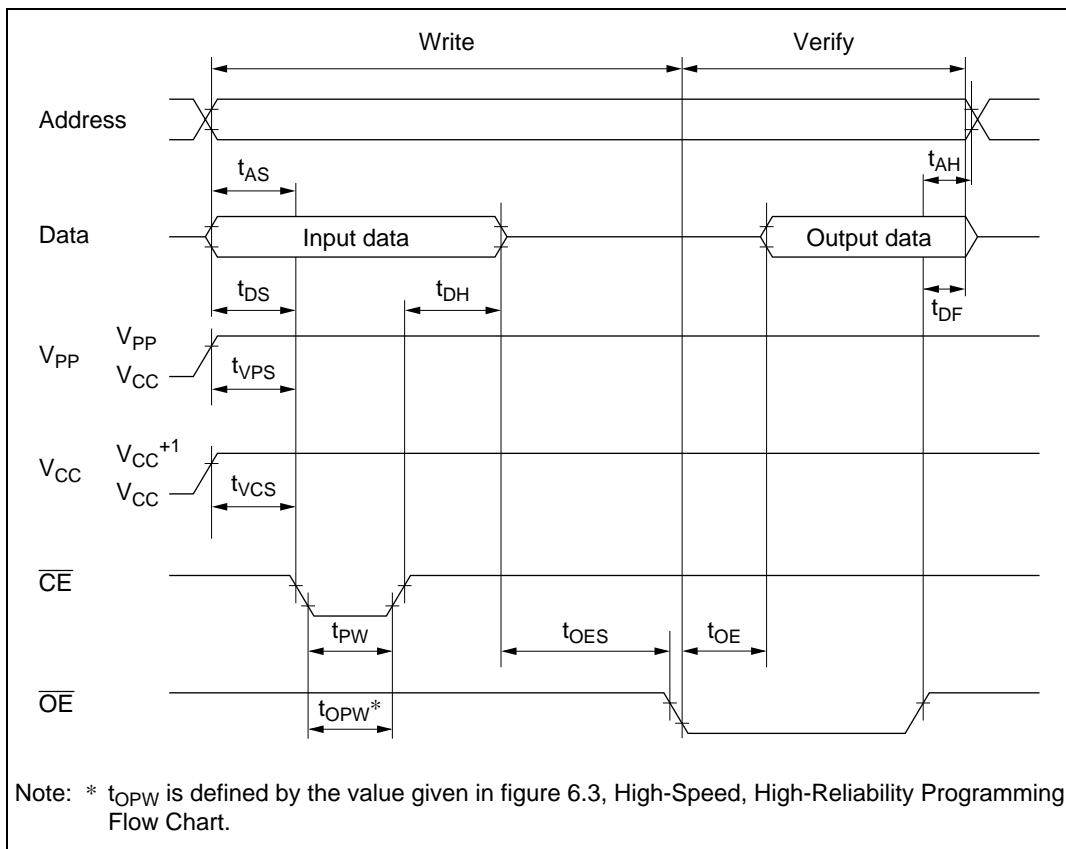 Write Verify
Address
tAS tAH
Data Input data Output data
tDS tDH tDF
VPP VPP
VCC tVPS
VCC VCC+1
VCC tVCS
CE
tPW tOES tOE
OE
tOPW*
Note: * tOPW is defined by the value given in figure 6.3, High-Speed, High-Reliability Programming
Flow Chart.